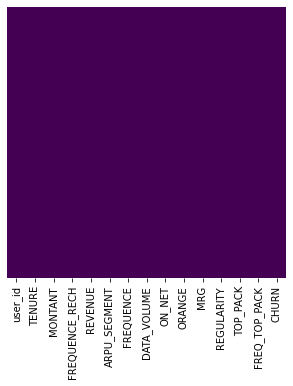 user_id
TENURE
MONTANT
FREQUENCE_RECH
REVENUE
ARPU_SEGMENT
FREQUENCE
DATA_VOLUME
ON_NET
ORANGE
MRG
REGULARITY
TOP_PACK
FREQ_TOP_PACK
CHURN